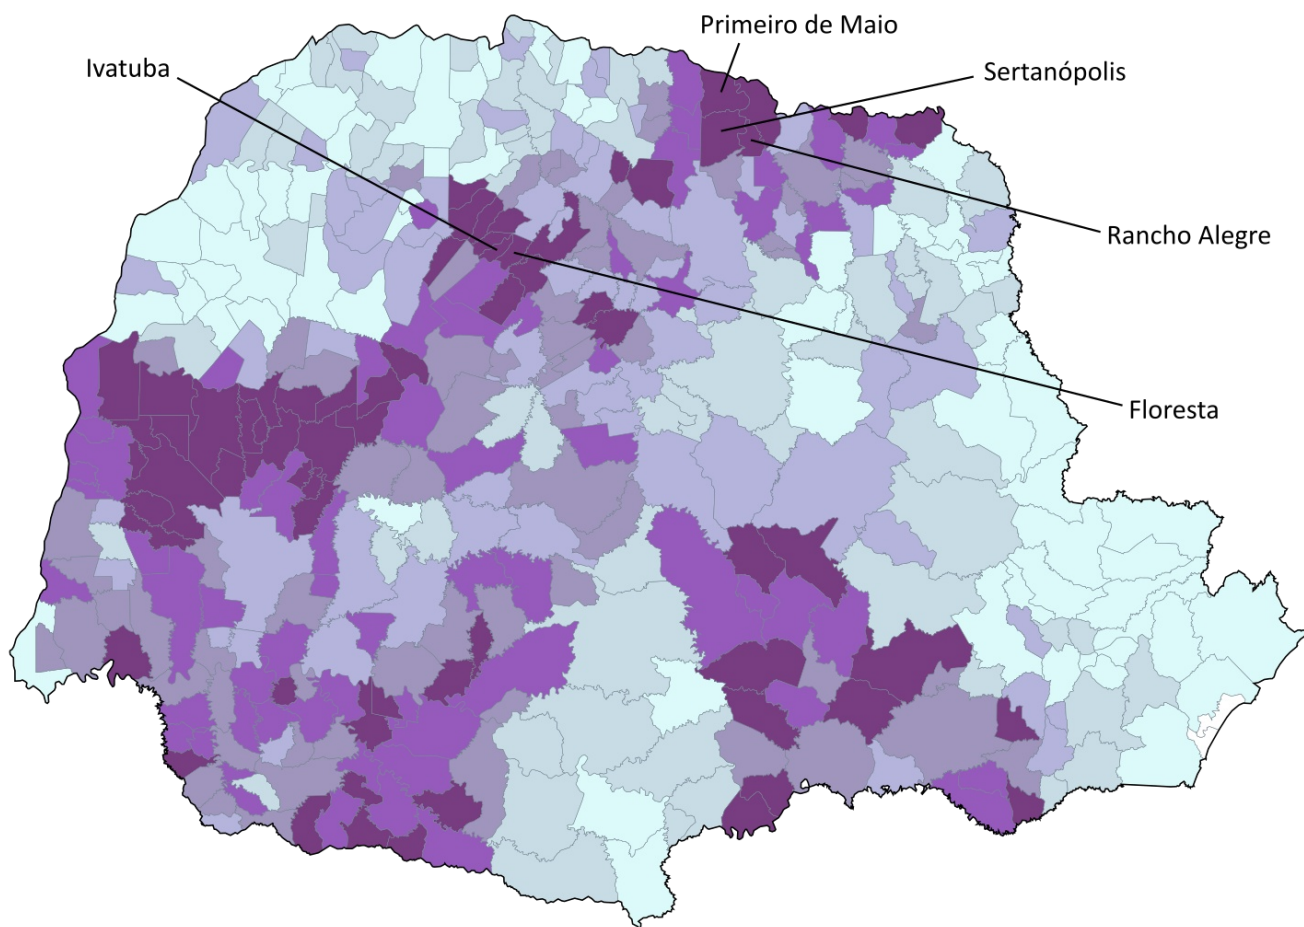 Primeiro de Maio
Ivatuba
Sertanópolis
Rancho Alegre
Floresta